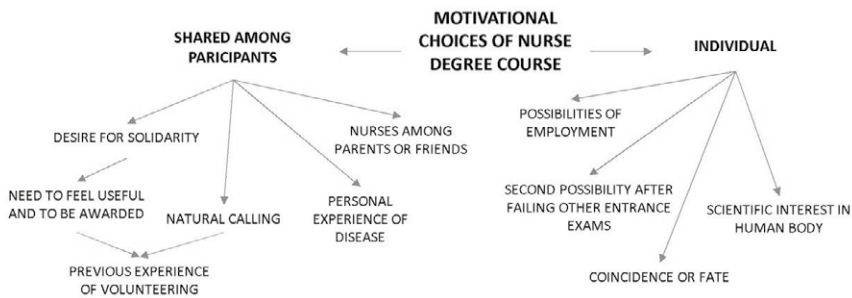 MOTIVATIONAL
CHOICES OF NURSE
DEGREE COURSE
SHARED AMONG
PARICIPANTS
INDIVIDUAL
DESIRE FOR SOLIDARITY
NURSES AMONG
PARENTS OR FRIENDS
NEED TO FEEL USEFUL
AND TO BE AWARDED
NATURAL CALLING
PERSONAL
EXPERIENCE OF
DISEASE
PREVIOUS EXPERIENCE
OF VOLUNTEERING
POSSIBILITIES OF
EMPLOYMENT
SECOND POSSIBILITY AFTER
FAILING OTHER ENTRANCE
EXAMS
SCIENTIFIC INTEREST IN
HUMAN BODY
COINCIDENCE OR FATE